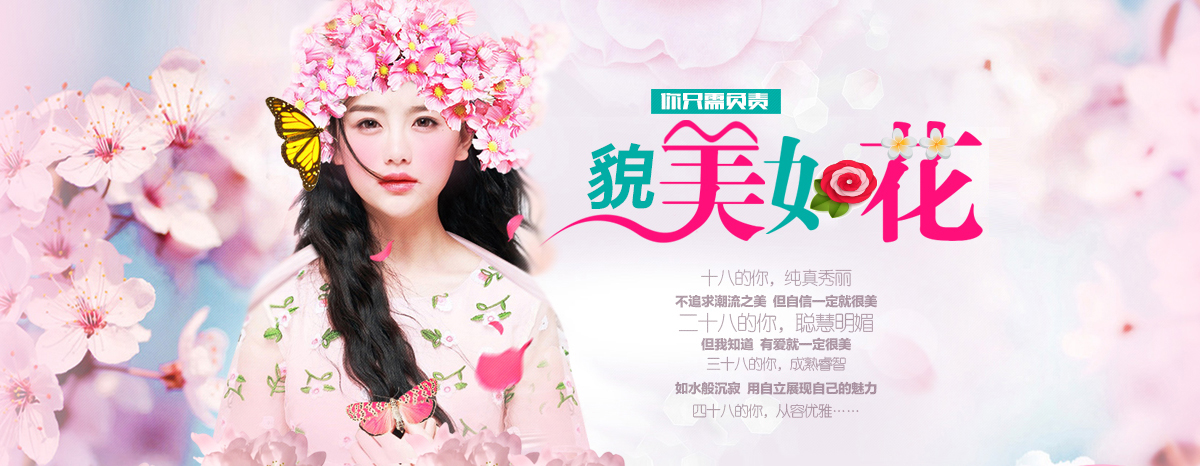 你只需负责
貌美如花
十八的你，纯真秀丽
不追求潮流之美 但自信一定就很美
二十八的你，聪慧明媚
但我知道 有爱就一定很美
三十八的你，成熟睿智
如水般沉寂 用自立展现自己的魅力
四十八的你，从容优雅……